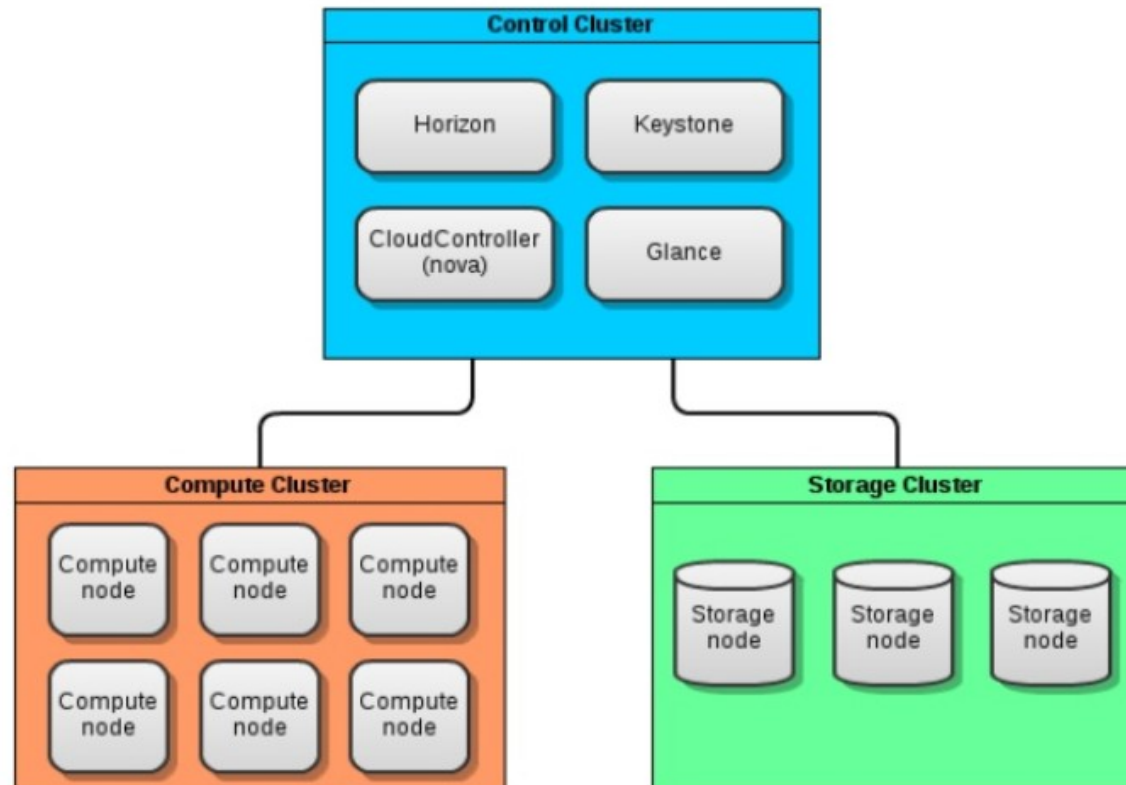 Control Cluster
Horizon
Keystone
CloudController
(nova)
Glance
Compute Cluster
Compute
node
Compute
node
Compute
node
Compute
node
Compute
node
Compute
node
Storage Cluster
Storage
node
Storage
node
Storage
node